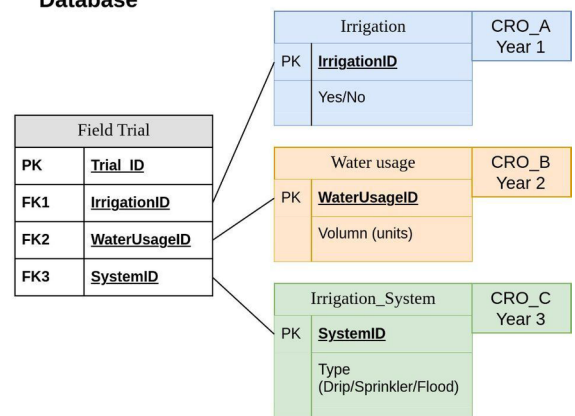 Database
Field Trial
PK Trial_ID
FK1 IrrigationID
FK2 WaterUsageID
FK3 SystemID
Irrigation
PK IrrigationID
Yes/No
CRO_A
Year 1
Water usage
PK WaterUsageID
Volumn (units)
CRO_B
Year 2
Irrigation_System
PK SystemID
Type
(Drip/Sprinkler/Flood)
CRO_C
Year 3